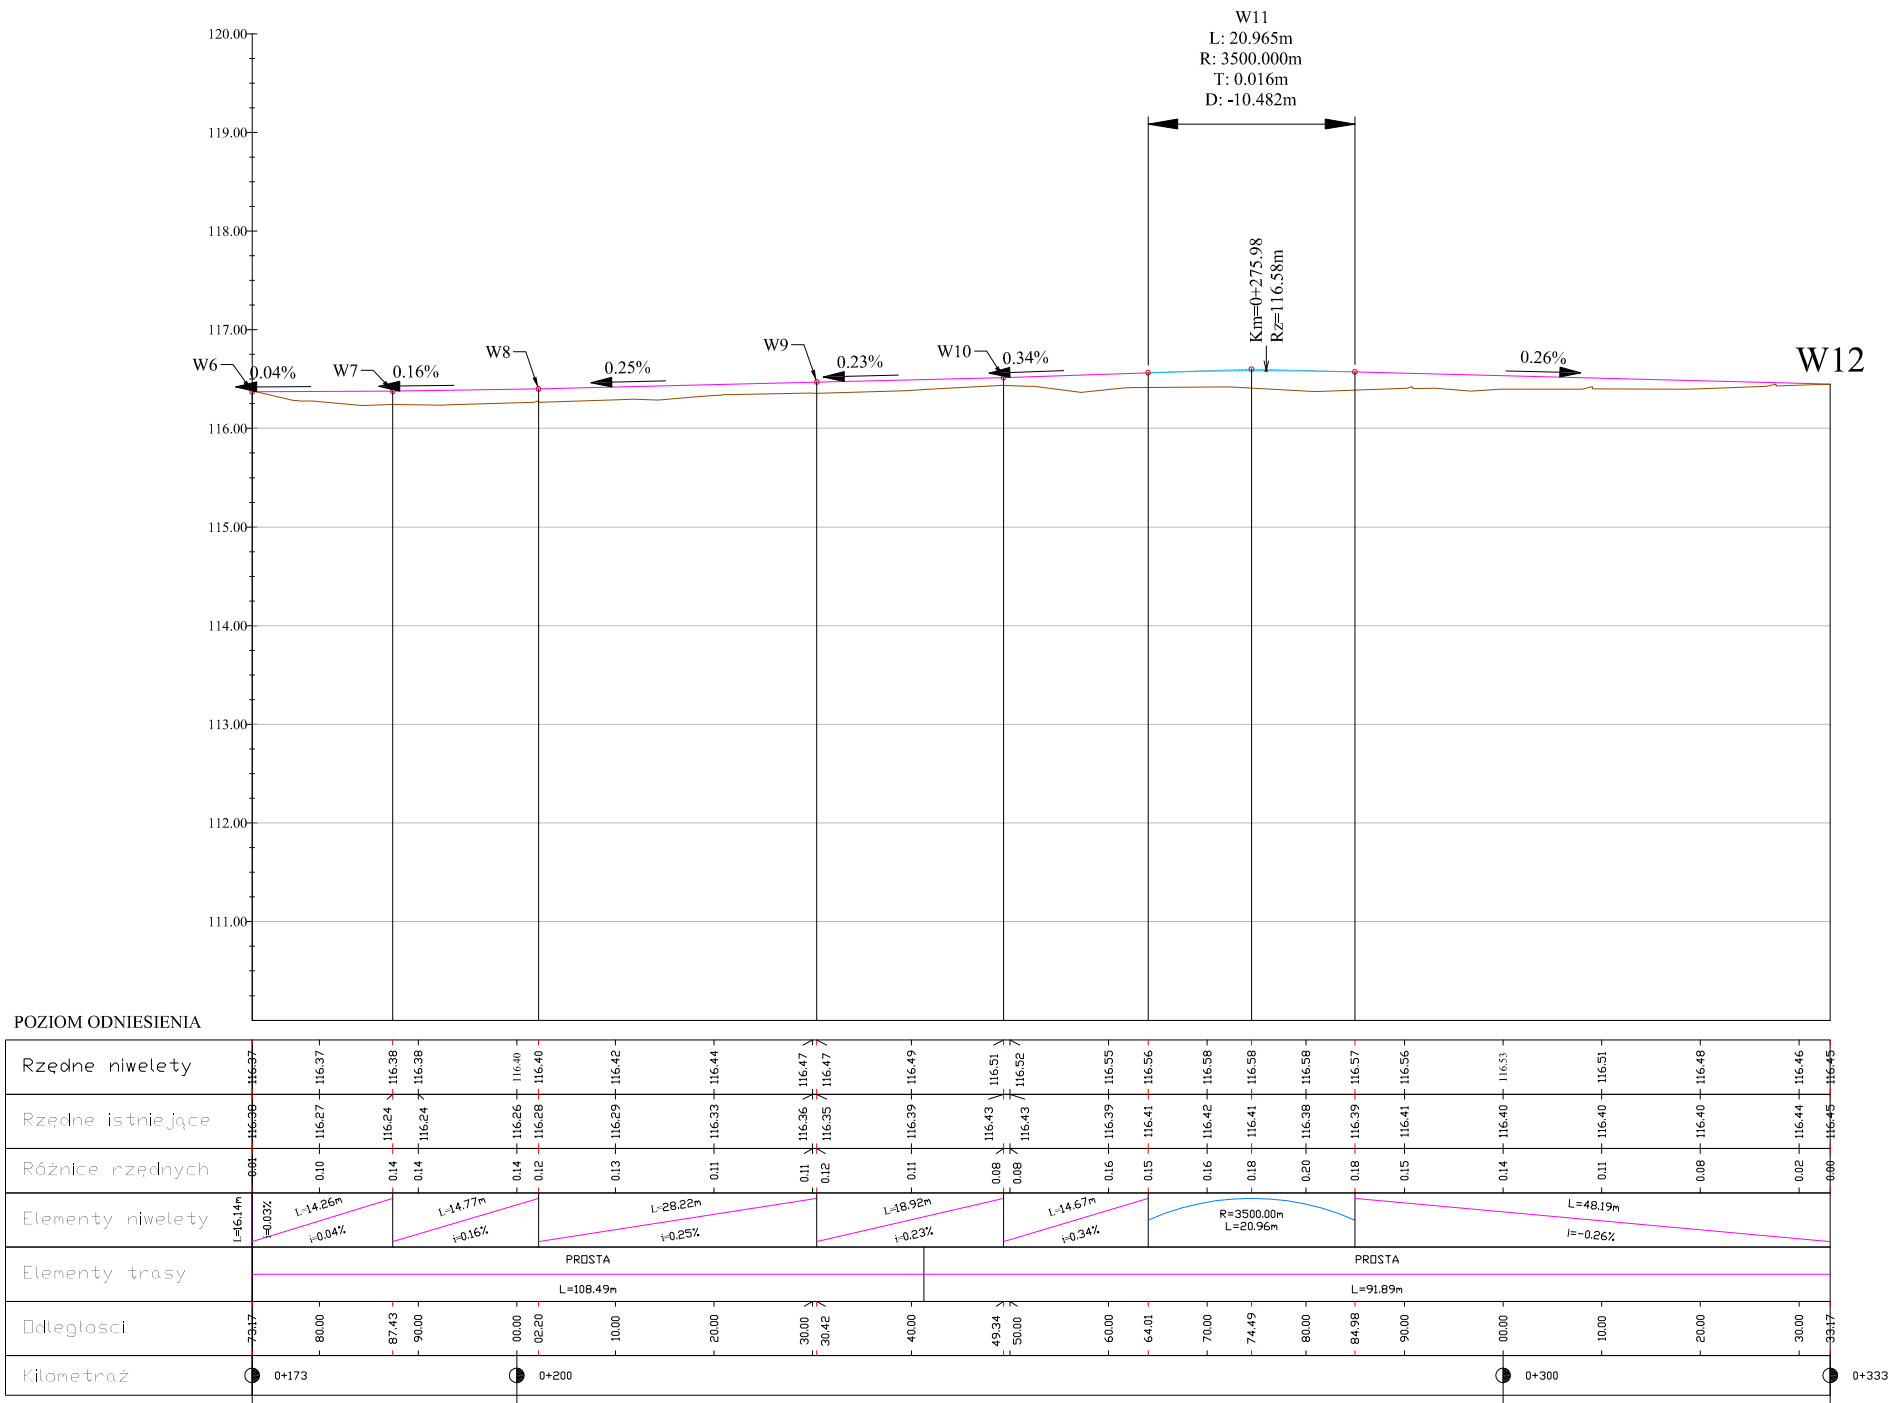 W11
L: 20.965m
R: 3500.000m
T: 0.016m
D: -10.482m
120.00
119.00
118.00
117.00
116.00
115.00
114.00
113.00
112.00
111.00
Km=0+275.98
Rz=116.58m
W6
0.04%
W7
0.16%
W8
0.25%
W9
0.23%
W10
0.34%
0.26%
W12
POZIOM ODNIESIENIA
Rzędne niwelety 116.37 116.37 116.38 116.38 116.40 116.40 116.42 116.44 116.47 116.47 116.49 116.51 116.52 116.55 116.56 116.58 116.58 116.58 116.57 116.56 116.53 116.51 116.48 116.46 116.45
Rzędne istniejące 116.38 116.27 116.24 116.24 116.26 116.28 116.29 116.33 116.36 116.35 116.39 116.43 116.43 116.39 116.41 116.42 116.41 116.38 116.39 116.41 116.40 116.40 116.40 116.44 116.45
Różnice rzędnych 0.01 0.10 0.14 0.14 0.14 0.12 0.13 0.11 0.11 0.12 0.11 0.08 0.08 0.16 0.15 0.16 0.18 0.20 0.18 0.15 0.14 0.11 0.08 0.02 0.00
Elementy niwelety
L=16.14m
i=0.03%
L=14.26m
i=0.04%
L=14.77m
i=0.16%
L=28.22m
i=0.25%
L=18.92m
i=0.23%
L=14.67m
i=0.34%
R=3500.00m
L=20.96m
L=48.19m
i=-0.26%
Elementy trasy
PROSTA
L=108.49m
PROSTA
L=91.89m
Odległosci 73.17 80.00 87.43 90.00 00.00 02.20 10.00 20.00 30.00 30.42 40.00 49.34 50.00 60.00 64.01 70.00 74.49 80.00 84.98 90.00 00.00 10.00 20.00 30.00 33.17
Kilometraż 0+173 0+200 0+300 0+333